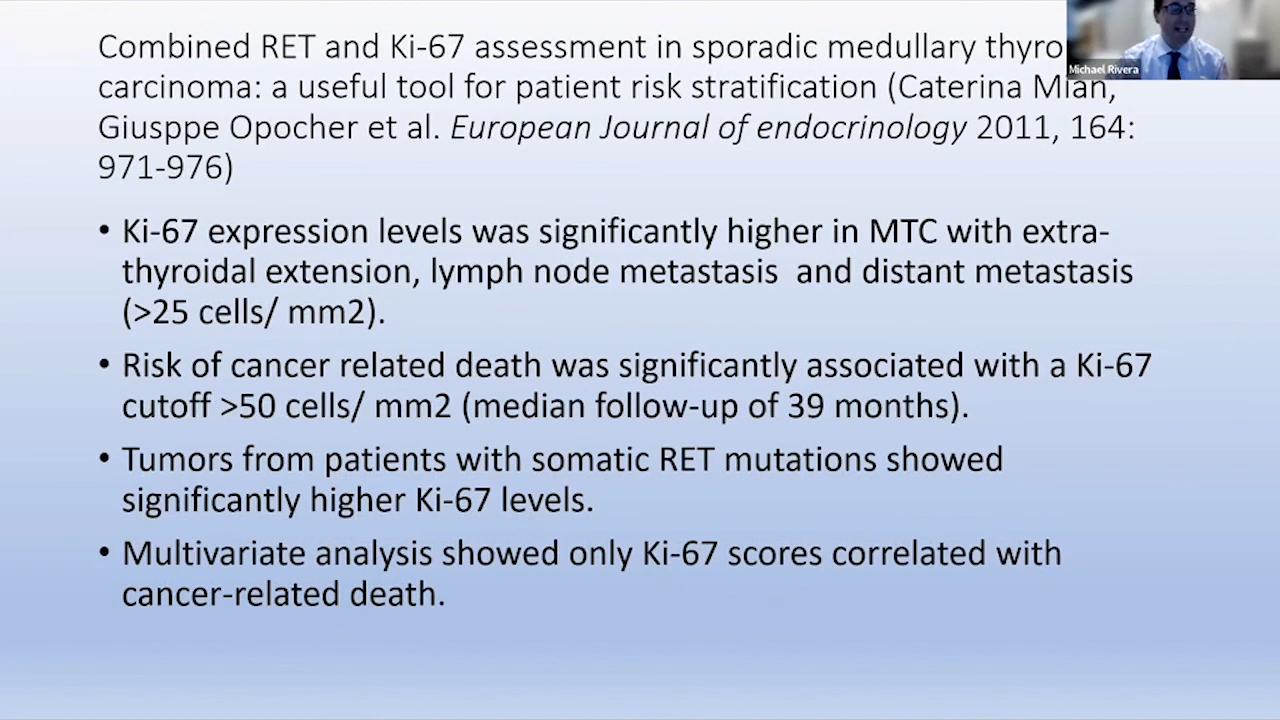 Combined RET and Ki-67 assessment in sporadic medullary thyro
Michael Rivera
carcinoma: a useful tool for patient risk stratification (Caterina Mian,
Giusppe Opocher et al. European Journal of endocrinology 2011, 164:
971-976)
• Ki-67 expression levels was significantly higher in MTC with extra-
thyroidal extension, lymph node metastasis and distant metastasis
(>25 cells/ mm2).
• Risk of cancer related death was significantly associated with a Ki-67
cutoff >50 cells/ mm2 (median follow-up of 39 months).
• Tumors from patients with somatic RET mutations showed
significantly higher Ki-67 levels.
• Multivariate analysis showed only Ki-67 scores correlated with
cancer-related death.